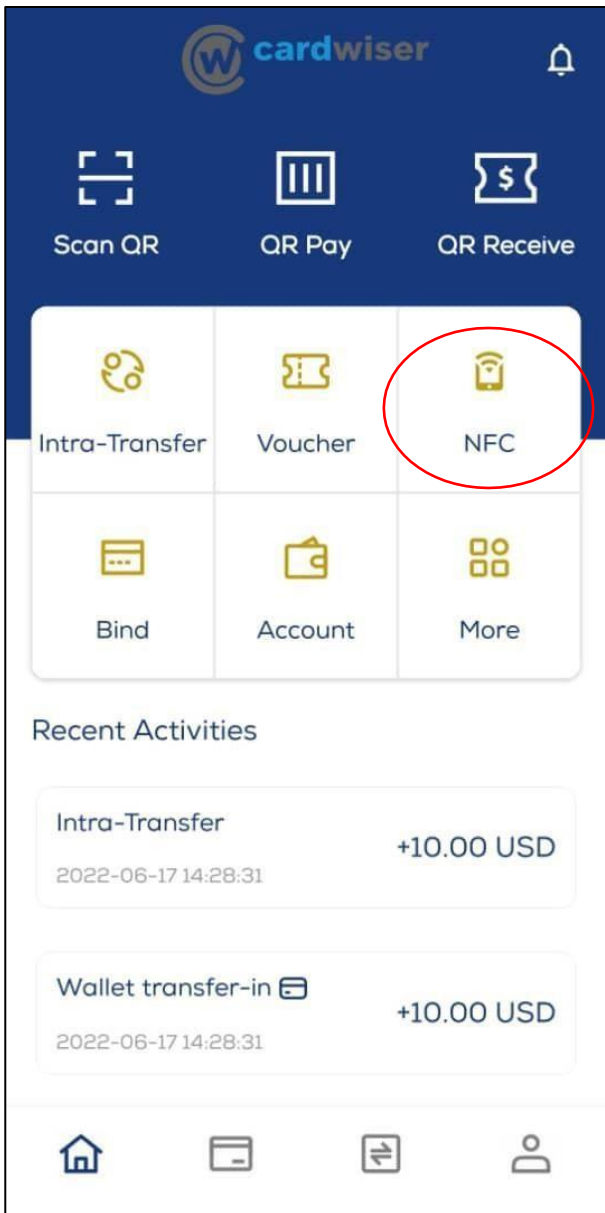 cardwiser
Scan QR
QR Pay
QR Receive
Intra-Transfer
Voucher
NFC
Bind
Account
More
Recent Activities
Intra-Transfer
+10.00 USD
2022-06-17 14:28:31
Wallet transfer-in
+10.00 USD
2022-06-17 14:28:31